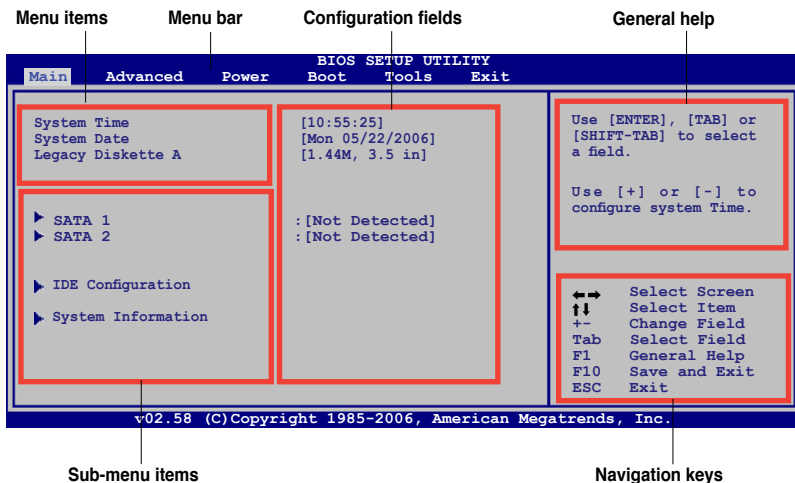 Menu items Menu bar Configuration fields General help
BIOS SETUP UTILITY
Main Advanced Power Boot Tools Exit
System Time [10:55:25]
System Date [Mon 05/22/2006]
Legacy Diskette A [1.44M, 3.5 in]
SATA 1 :[Not Detected]
SATA 2 :[Not Detected]
IDE Configuration
System Information
Use [ENTER], [TAB] or
[SHIFT-TAB] to select
a field.
Use [+] or [-] to
configure system Time.
←→ Select Screen
↑↓ Select Item
+- Change Field
Tab Select Field
F1 General Help
F10 Save and Exit
ESC Exit
v02.58 (C)Copyright 1985-2006, American Megatrends, Inc.
Sub-menu items Navigation keys